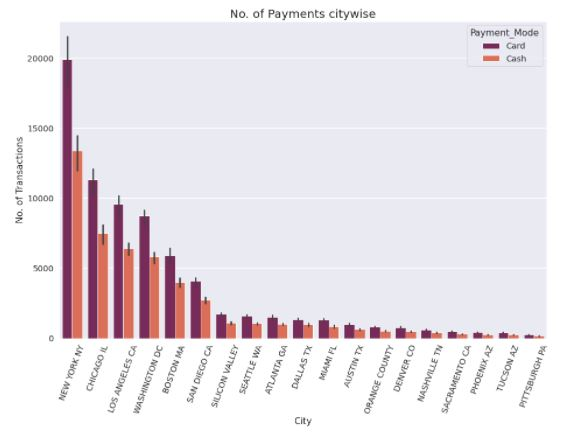 No. of Payments citywise
Payment_Mode
Card
Cash
No. of Transactions
20000
15000
10000
5000
0
NEW YORK NY
CHICAGO IL
LOS ANGELES CA
WASHINGTON DC
BOSTON MA
SAN DIEGO CA
SILICON VALLEY
SEATTLE WA
ATLANTA GA
DALLAS TX
MIAMI FL
AUSTIN TX
ORANGE COUNTY
DENVER CO
NASHVILLE TN
SACRAMENTO CA
PHOENIX AZ
TUCSON AZ
PITTSBURGH PA
City